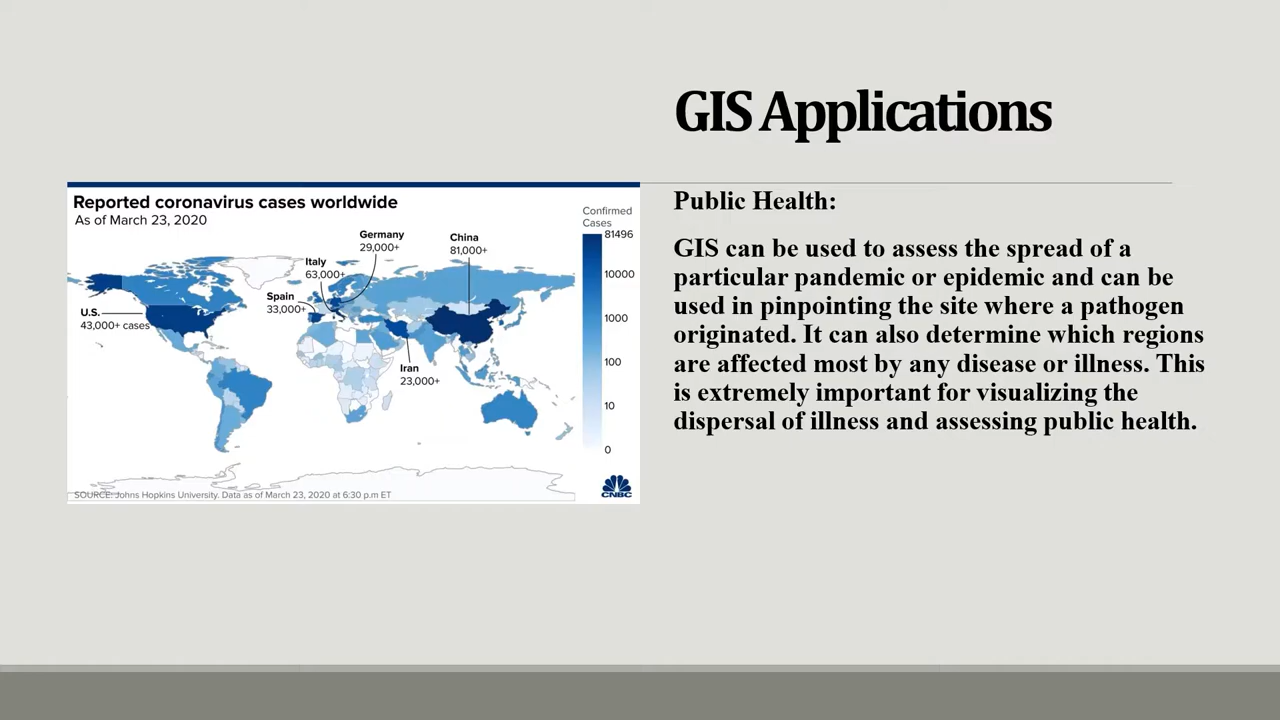 GIS Applications
Reported coronavirus cases worldwide
As of March 23, 2020
Confirmed
Cases
81496
10000
1000
100
10
0
Germany
29,000+
China
81,000+
Italy
63,000+
Spain
33,000+
U.S.
43,000+ cases
Iran
23,000+
SOURCE: Johns Hopkins University. Data as of March 23, 2020 at 6:30 p.m ET
CNBC
Public Health:
GIS can be used to assess the spread of a
particular pandemic or epidemic and can be
used in pinpointing the site where a pathogen
originated. It can also determine which regions
are affected most by any disease or illness. This
is extremely important for visualizing the
dispersal of illness and assessing public health.